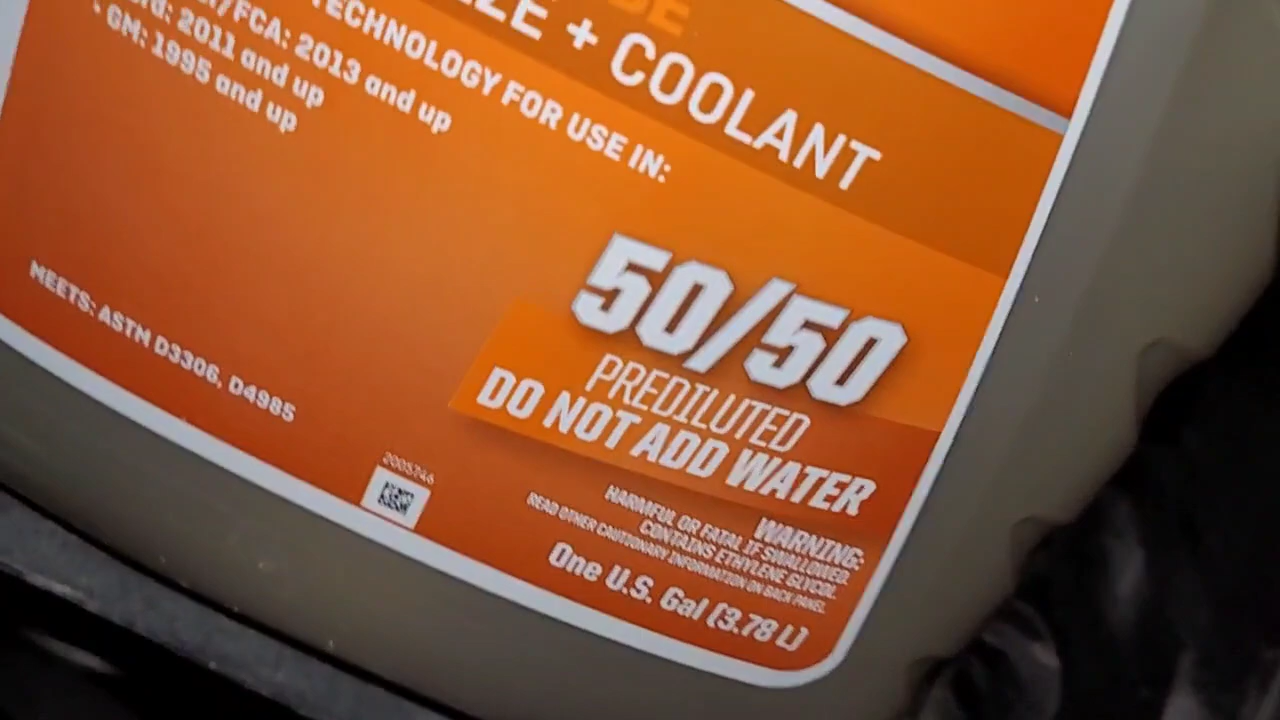 + COOLANT
TECHNOLOGY FOR USE IN:
/FCA: 2013 and up
2011 and up
· GM: 1995 and up
50/50
PREDILUTED
DO NOT ADD WATER
MEETS: ASTM D3306, D4985
2005746
WARNING:
HARMFUL OR FATAL IF SWALLOWED.
CONTAINS ETHYLENE GLYCOL.
READ OTHER CAUTIONARY INFORMATION ON BACK PANEL.
One U.S. Gal (3.78 L)